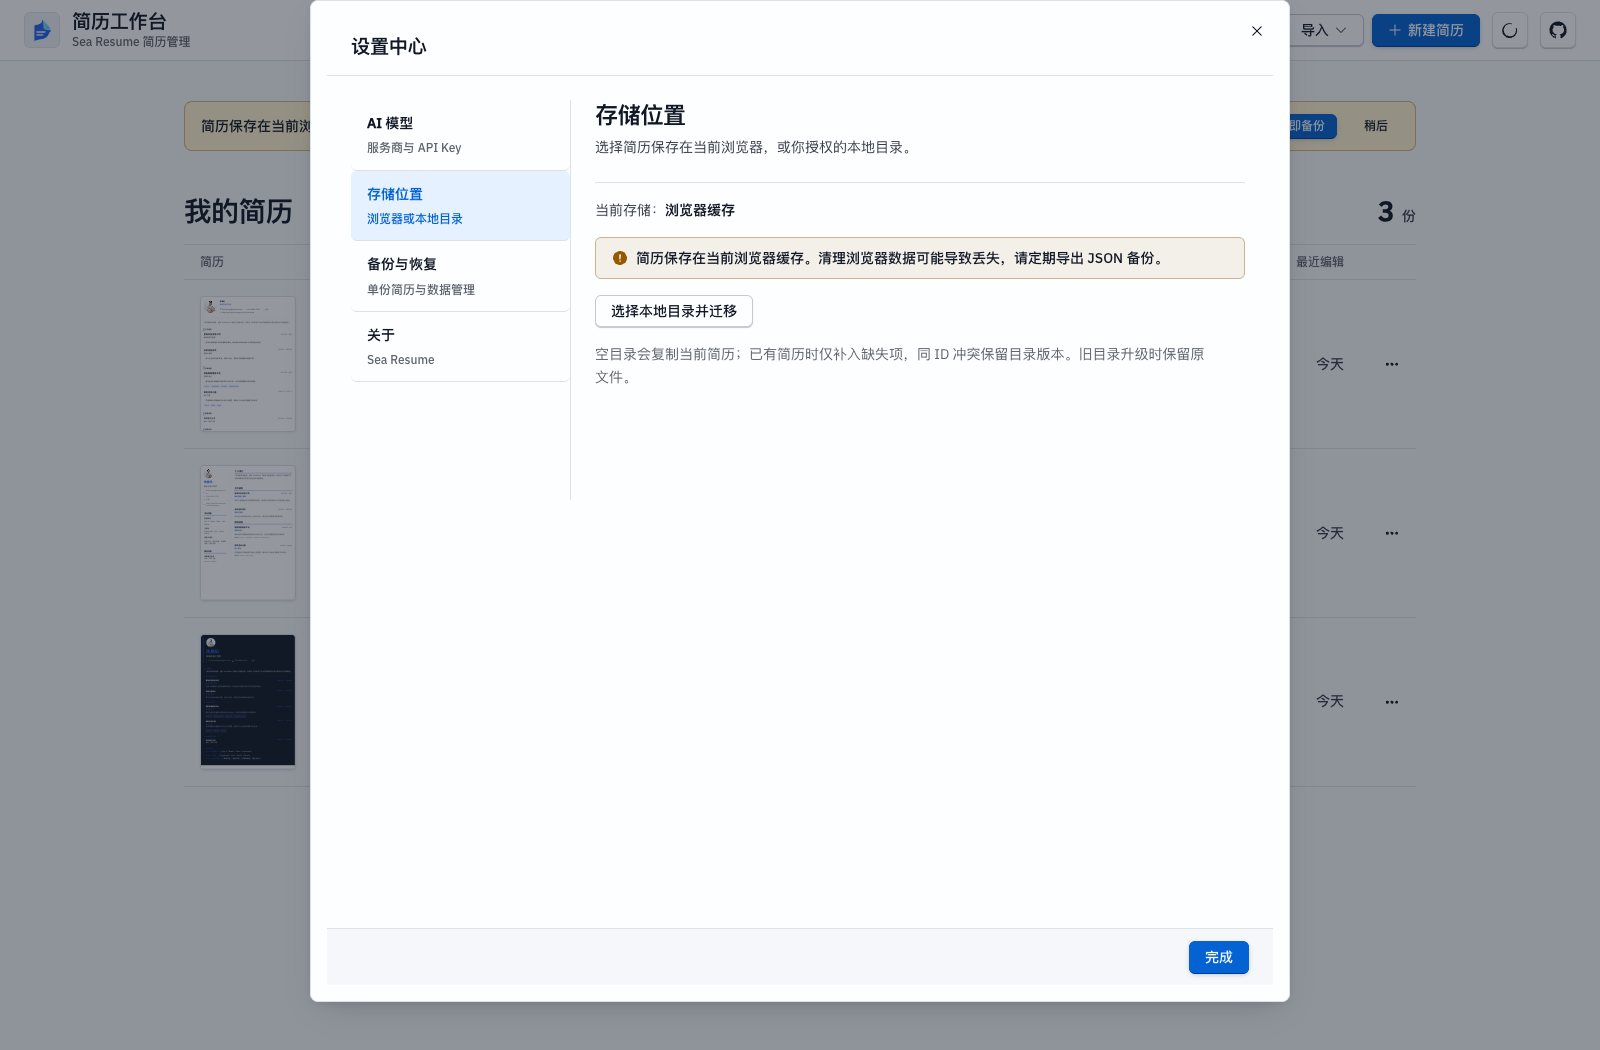 简历工作台
Sea Resume 简历管理
导入
新建简历
设置中心
简历保存在当前浏
即备份
稍后
AI 模型
服务商与 API Key
存储位置
浏览器或本地目录
备份与恢复
单份简历与数据管理
关于
Sea Resume
存储位置
选择简历保存在当前浏览器，或你授权的本地目录。
当前存储：浏览器缓存
简历保存在当前浏览器缓存。清理浏览器数据可能导致丢失，请定期导出 JSON 备份。
选择本地目录并迁移
空目录会复制当前简历；已有简历时仅补入缺失项，同 ID 冲突保留目录版本。旧目录升级时保留原
文件。
我的简历
3 份
简历
最近编辑
今天
今天
今天
完成